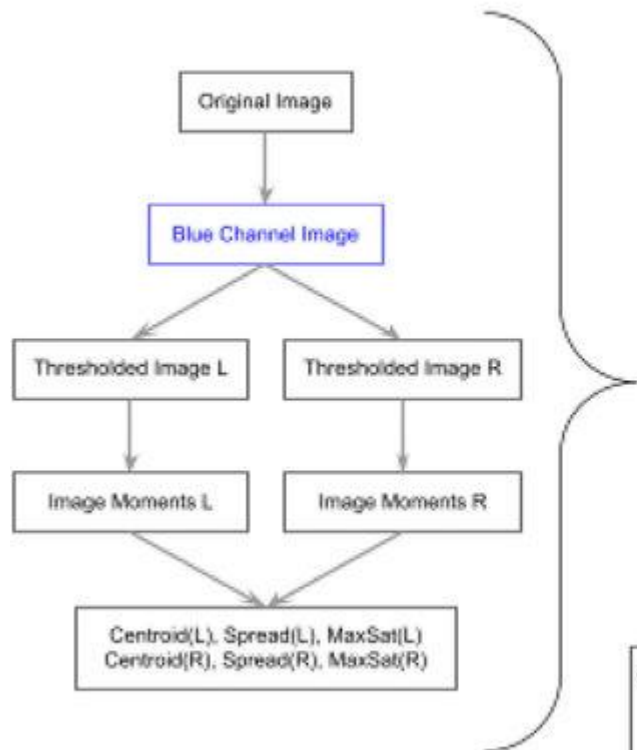 Original Image
Blue Channel Image
Thresholded Image L
Thresholded Image R
Image Moments L
Image Moments R
Centroid(L), Spread(L), MaxSat(L)
Centroid(R), Spread(R), MaxSat(R)